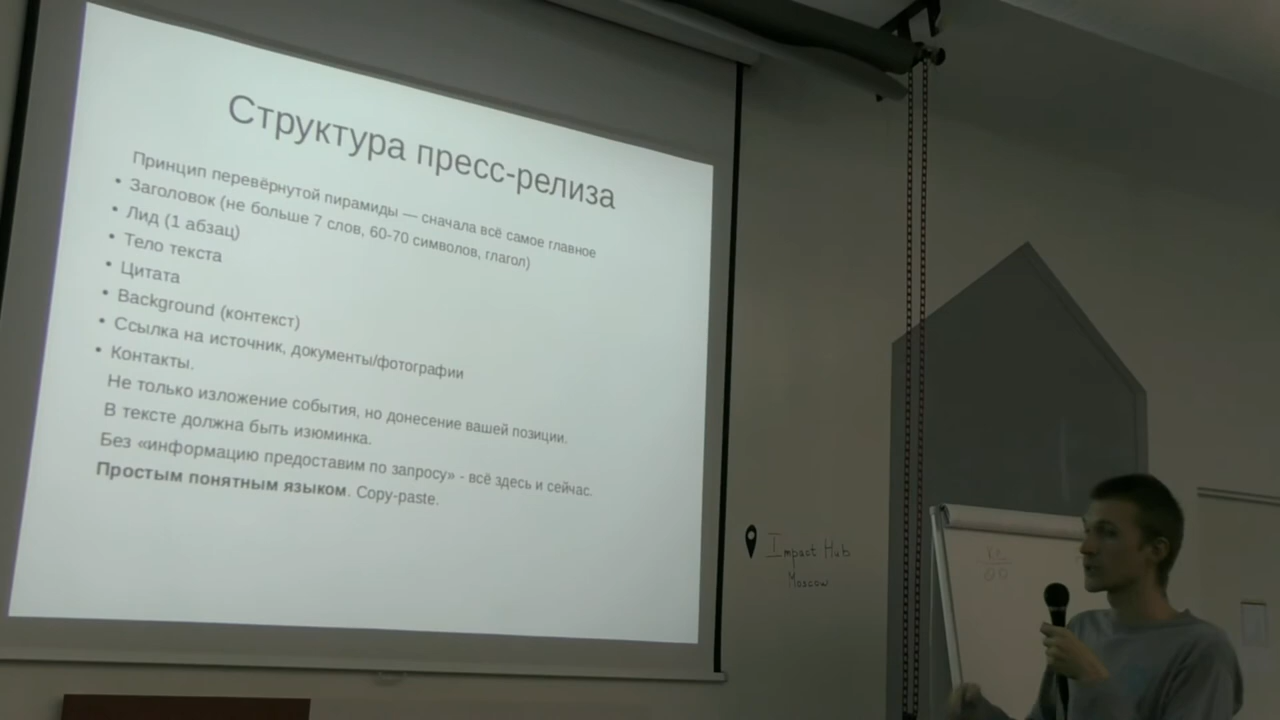 Структура пресс-релиза
Принцип перевёрнутой пирамиды — сначала всё самое главное
• Заголовок (не больше 7 слов, 60-70 символов, глагол)
• Лид (1 абзац)
• Тело текста
• Цитата
• Background (контекст)
• Ссылка на источник, документы/фотографии
• Контакты.
Не только изложение события, но донесение вашей позиции.
В тексте должна быть изюминка.
Без «информацию предоставим по запросу» - всё здесь и сейчас.
Простым понятным языком. Copy-paste.
Impact Hub
Moscow